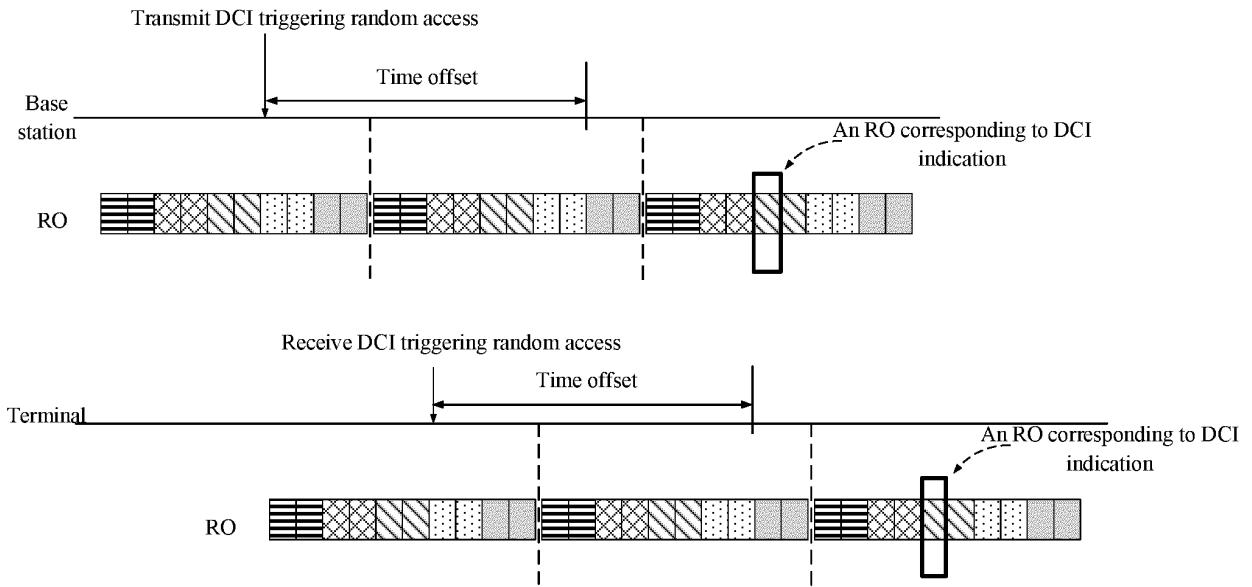 Transmit DCI triggering random access
Time offset
Base
station
An RO corresponding to DCI
indication
RO
Receive DCI triggering random access
Time offset
Terminal
An RO corresponding to DCI
indication
RO